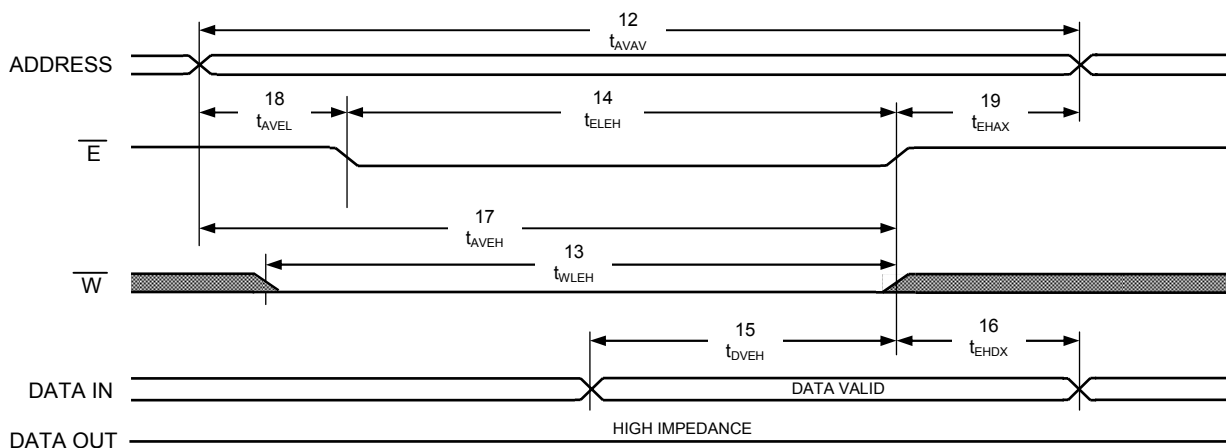 12
tAVAV
ADDRESS
18
tAVEL
14
tELEH
19
tEHAX
E
17
tAVEH
13
tWLEH
W
15
tDVEH
16
tEHDX
DATA IN
DATA VALID
HIGH IMPEDANCE
DATA OUT